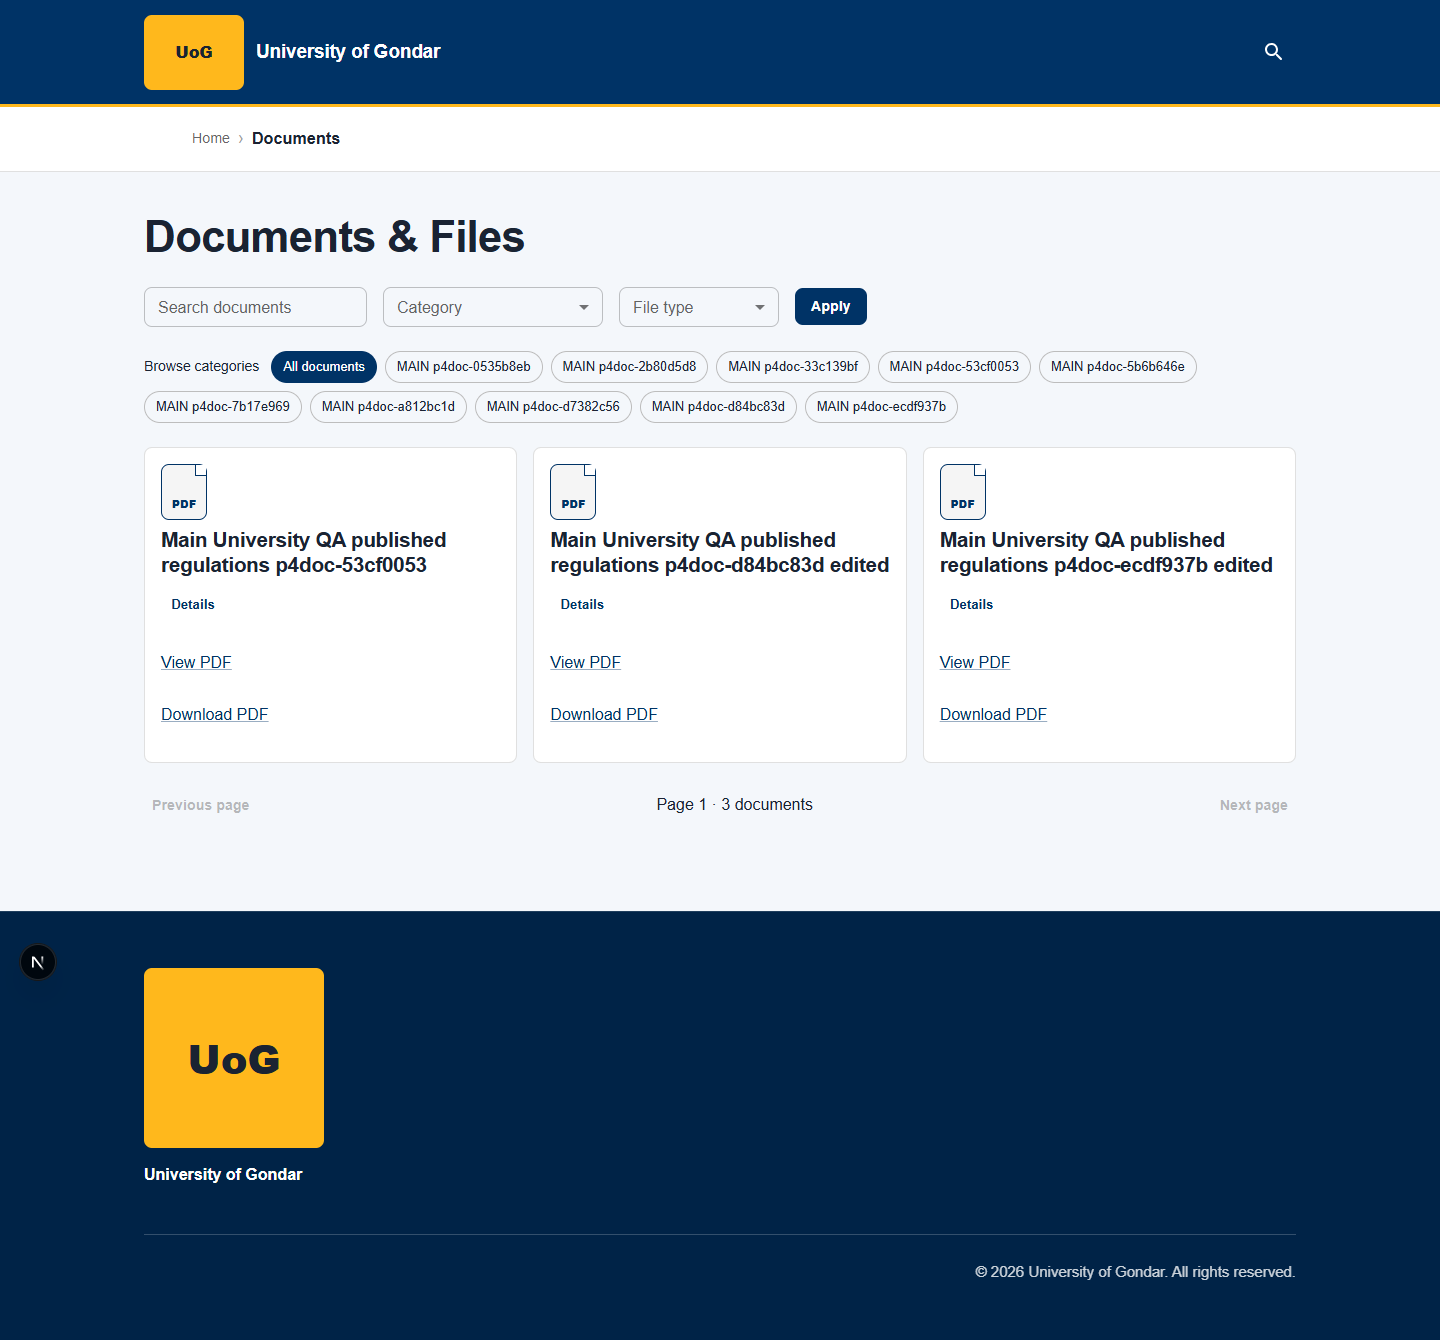 UoG University of Gondar
Home › Documents
Documents & Files
Search documents Category File type Apply
Browse categories All documents MAIN p4doc-0535b8eb MAIN p4doc-2b80d5d8 MAIN p4doc-33c139bf MAIN p4doc-53cf0053 MAIN p4doc-5b6b646e
MAIN p4doc-7b17e969 MAIN p4doc-a812bc1d MAIN p4doc-d7382c56 MAIN p4doc-d84bc83d MAIN p4doc-ecdf937b
PDF
Main University QA published
regulations p4doc-53cf0053
Details
View PDF
Download PDF
PDF
Main University QA published
regulations p4doc-d84bc83d edited
Details
View PDF
Download PDF
PDF
Main University QA published
regulations p4doc-ecdf937b edited
Details
View PDF
Download PDF
Previous page Page 1 · 3 documents Next page
N
UoG
University of Gondar
© 2026 University of Gondar. All rights reserved.